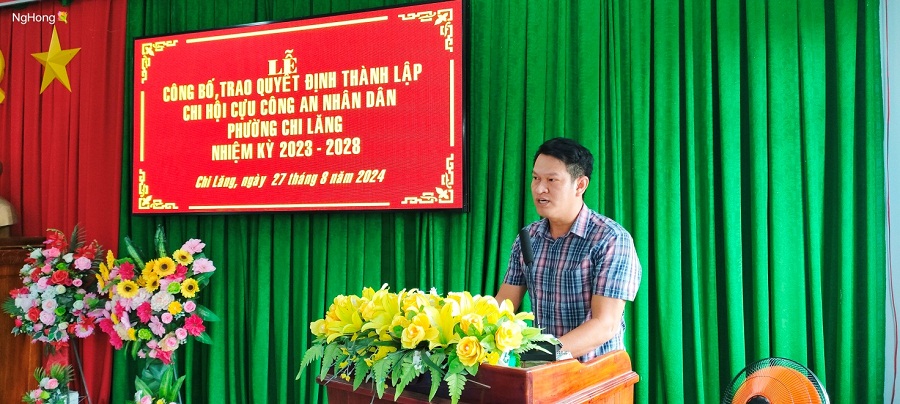 NgHong
LỄ
CÔNG BỐ, TRAO QUYẾT ĐỊNH THÀNH LẬP
CHI HỘI CỰU CÔNG AN NHÂN DÂN
PHƯỜNG CHI LĂNG
NHIỆM KỲ 2023 - 2028
Chi Lăng, ngày 27 tháng 8 năm 2024